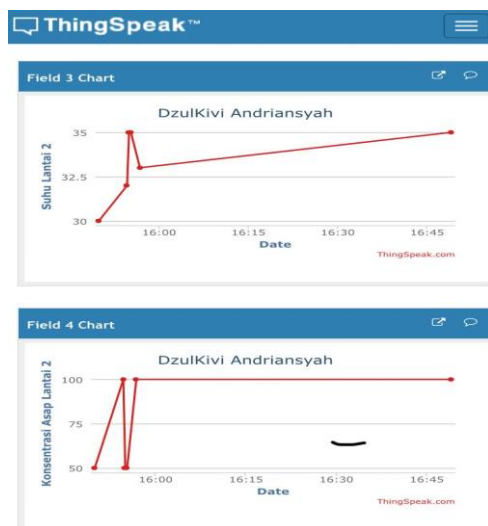 ThingSpeak™
Field 3 Chart
DzulKivi Andriansyah
Suhu Lantai 2
35
32.5
30
16:00 16:15 16:30 16:45
Date
ThingSpeak.com
Field 4 Chart
DzulKivi Andriansyah
Konsentrasi Asap Lantai 2
100
75
50
16:00 16:15 16:30 16:45
Date
ThingSpeak.com